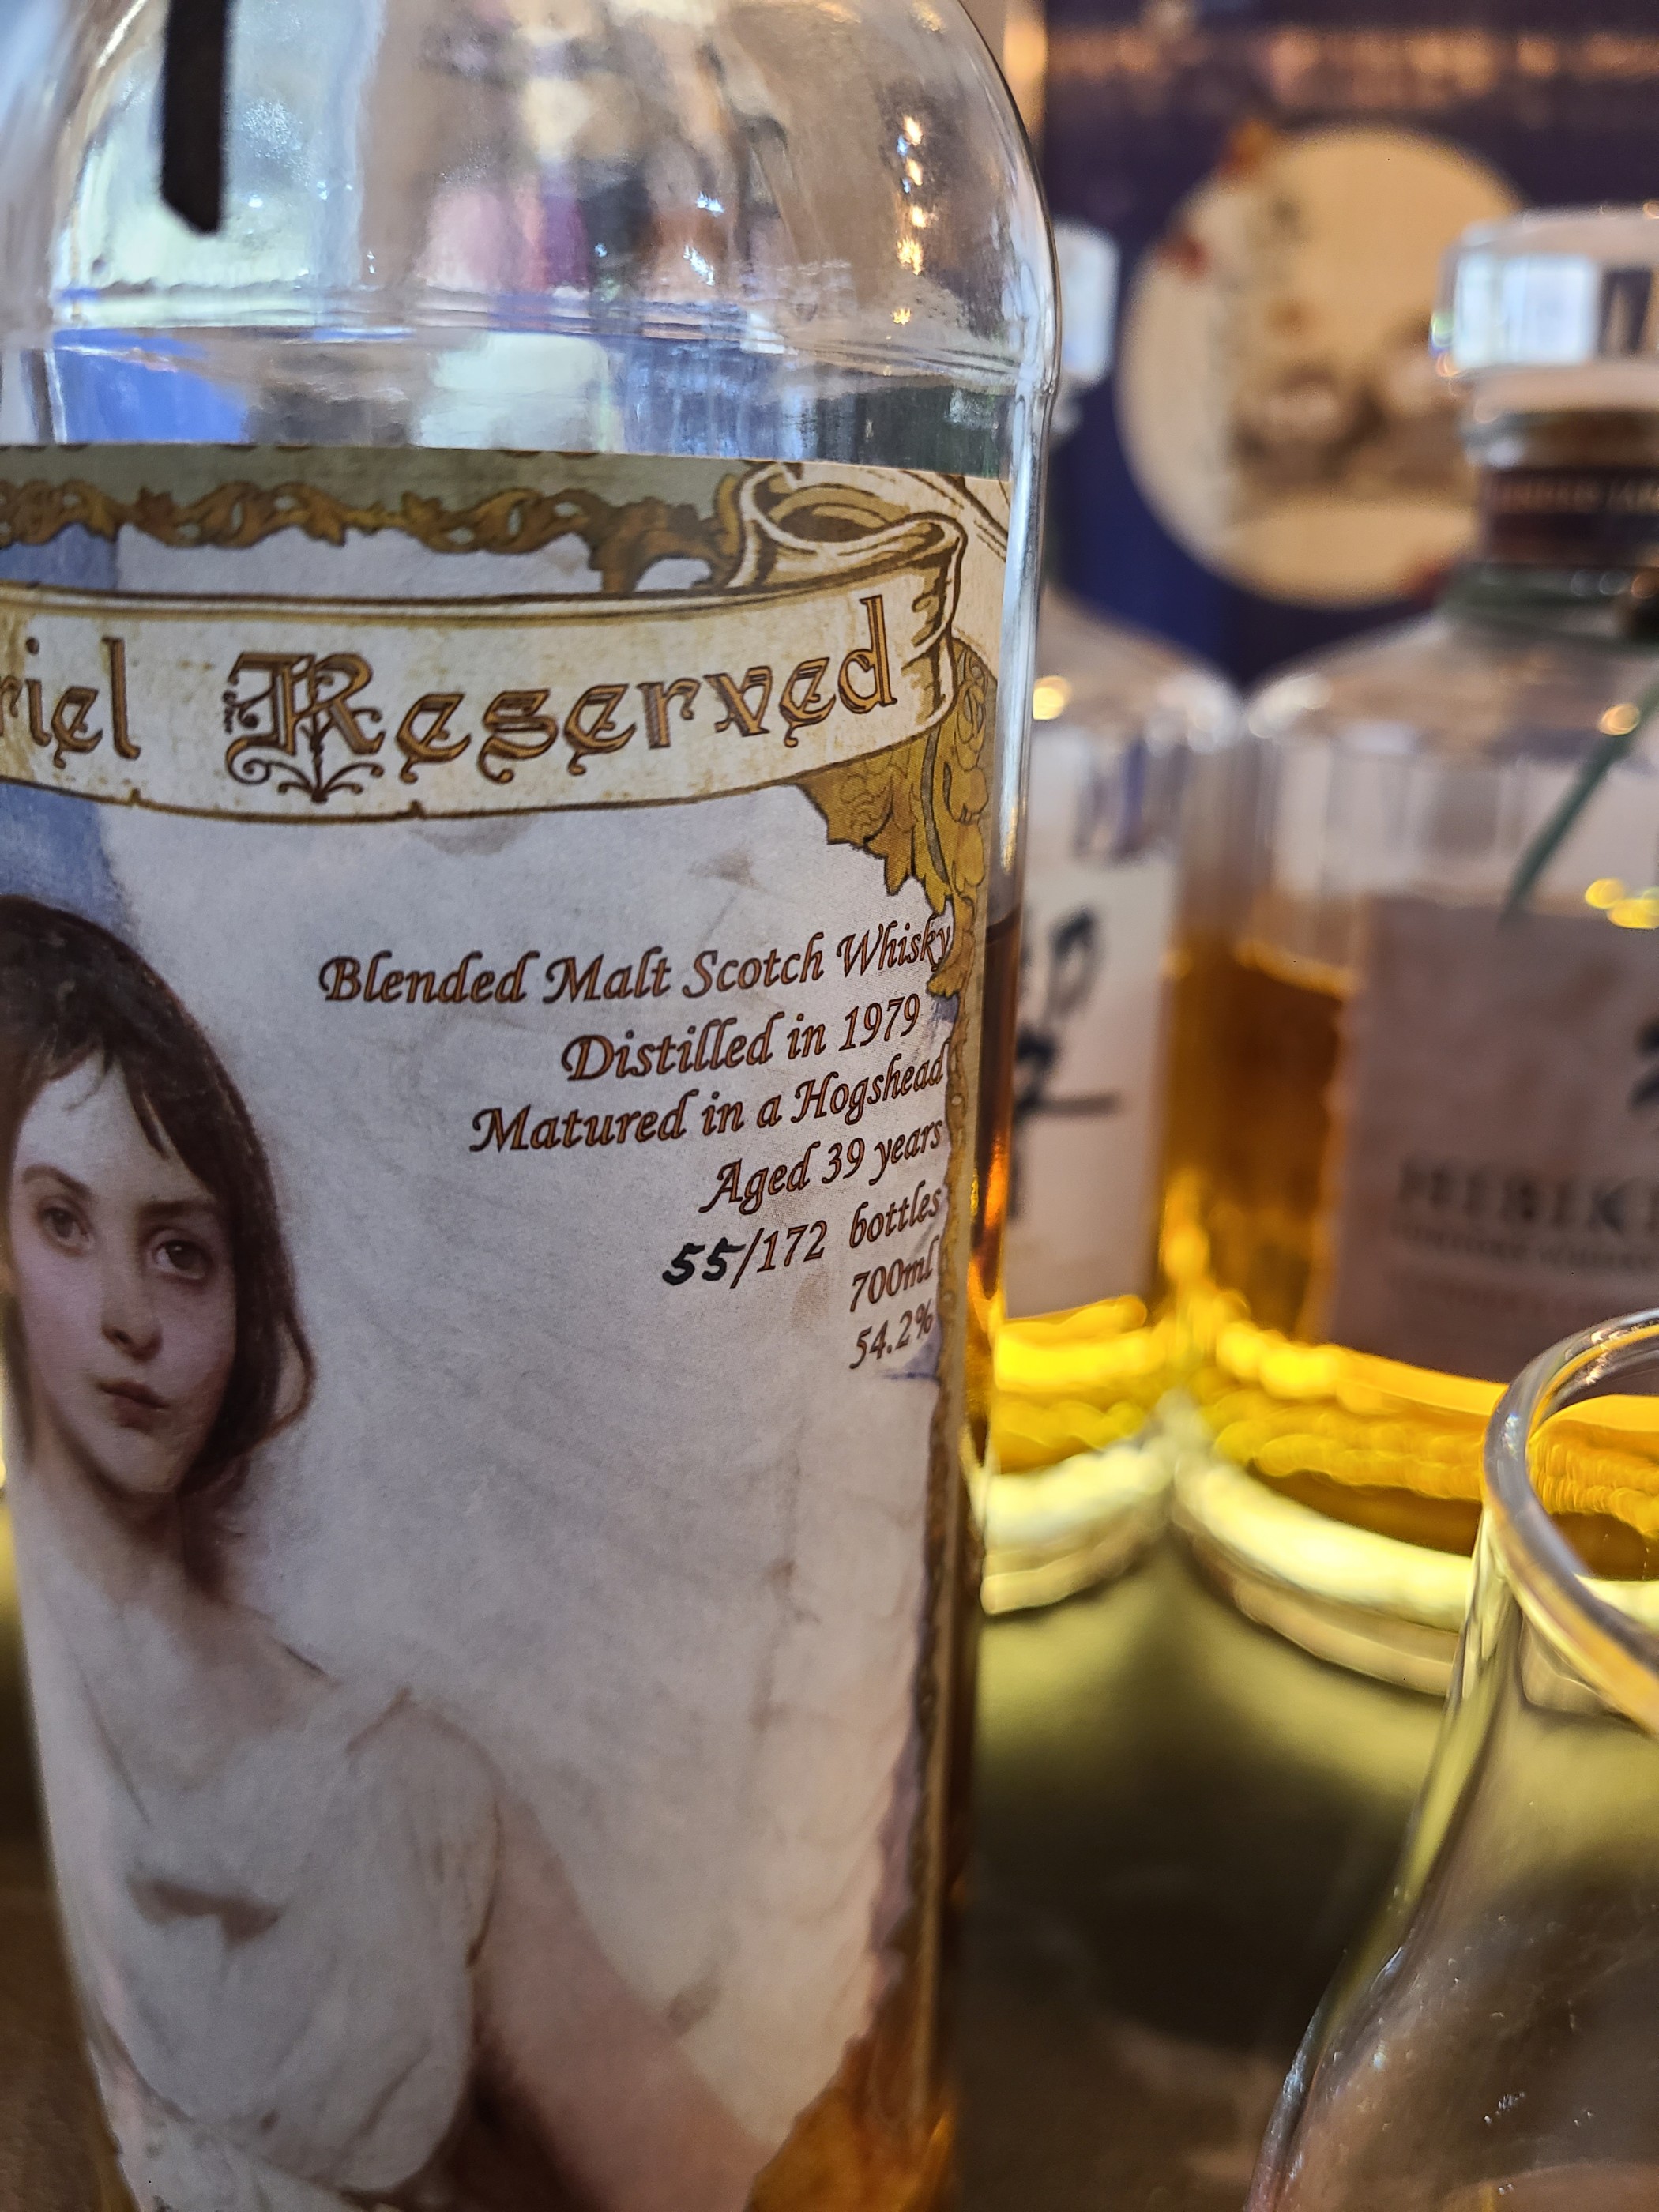 riel Reserved
Blended Malt Scotch Whisky
Distilled in 1979
Matured in a Hogshead
Aged 39 years
55/172 bottles
700ml
54.2%
HIBIKI